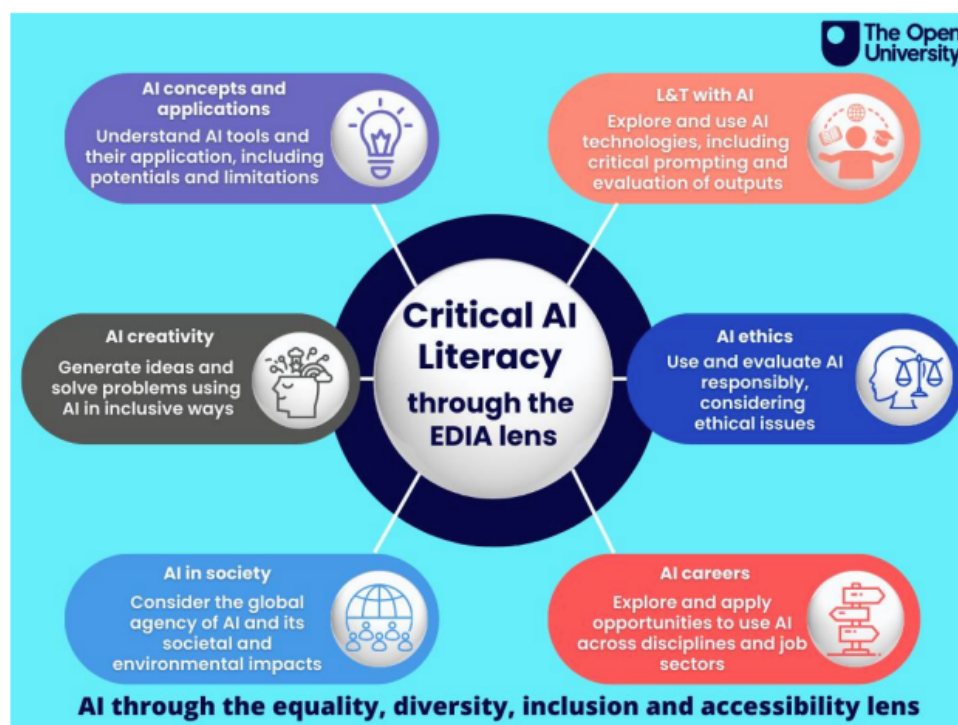 The Open
University
AI concepts and
applications
Understand AI tools and
their application, including
potentials and limitations
L&T with AI
Explore and use AI
technologies, including
critical prompting and
evaluation of outputs
Critical AI
Literacy
through the
EDIA lens
AI creativity
Generate ideas and
solve problems using
AI in inclusive ways
AI ethics
Use and evaluate AI
responsibly,
considering
ethical issues
AI in society
Consider the global
agency of AI and its
societal and
environmental impacts
AI careers
Explore and apply
opportunities to use AI
across disciplines and job
sectors
AI through the equality, diversity, inclusion and accessibility lens